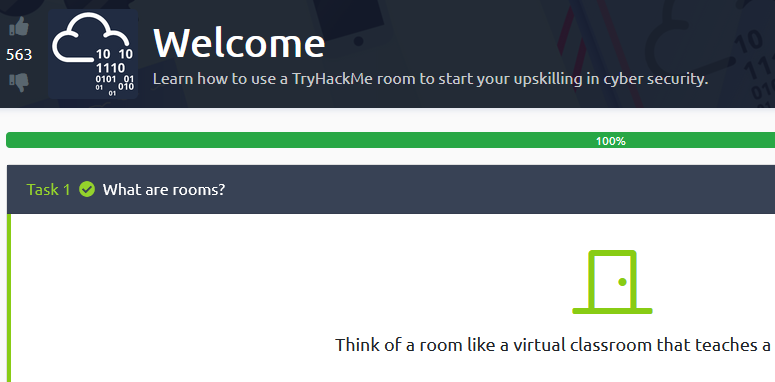 Welcome
563
10 10
1110
0101 01
01 010
01
Learn how to use a TryHackMe room to start your upskilling in cyber security.
100%
Task 1 What are rooms?
Think of a room like a virtual classroom that teaches a